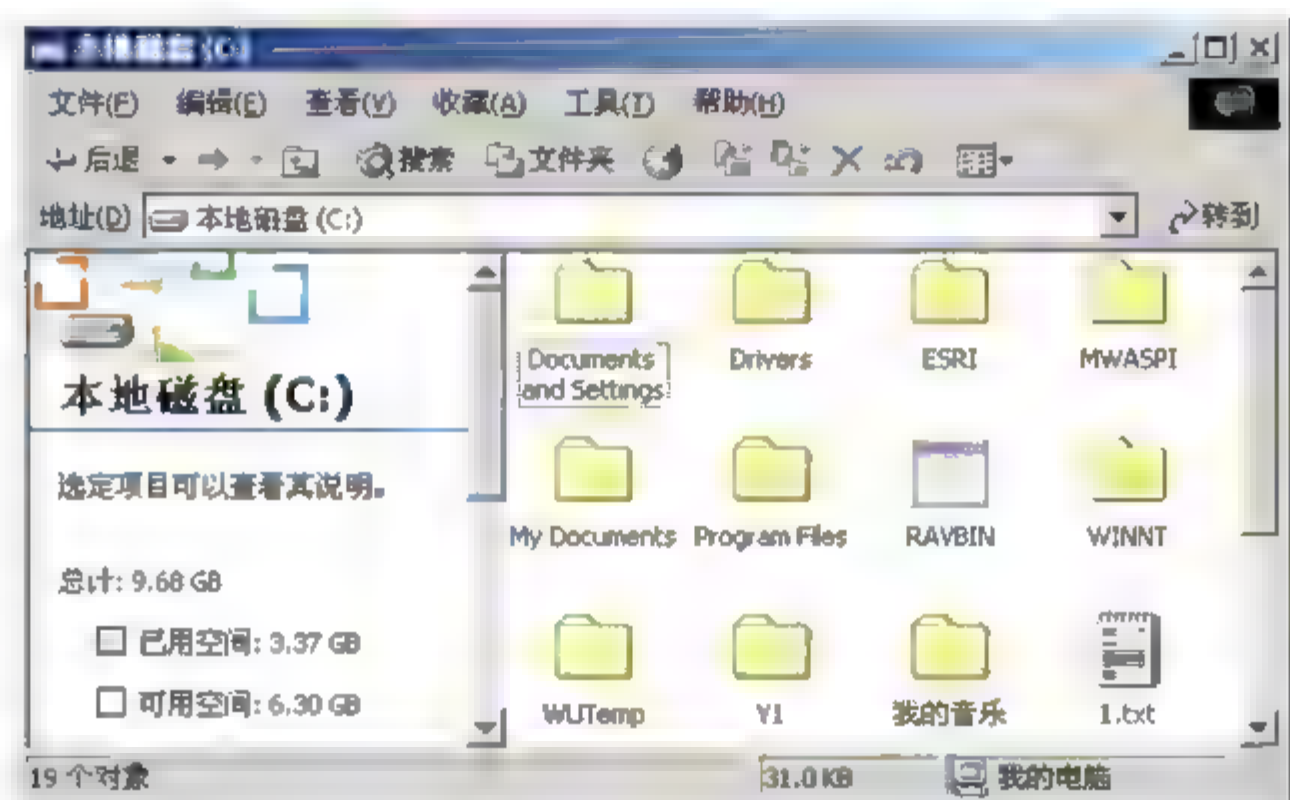 本地磁盘 (C:)
文件(F) 编辑(E) 查看(V) 收藏(A) 工具(T) 帮助(H)
后退 搜索 文件夹
地址(D) 本地磁盘 (C:) 转到
本地磁盘 (C:)
选定项目可以查看其说明。
总计: 9.68 GB
已用空间: 3.37 GB
可用空间: 6.30 GB
Documents
and Settings
Drivers
ESRI
MWASPI
My Documents
Program Files
RAVBIN
WINNT
WUTemp
Y1
我的音乐
1.txt
19 个对象 31.0 KB 我的电脑